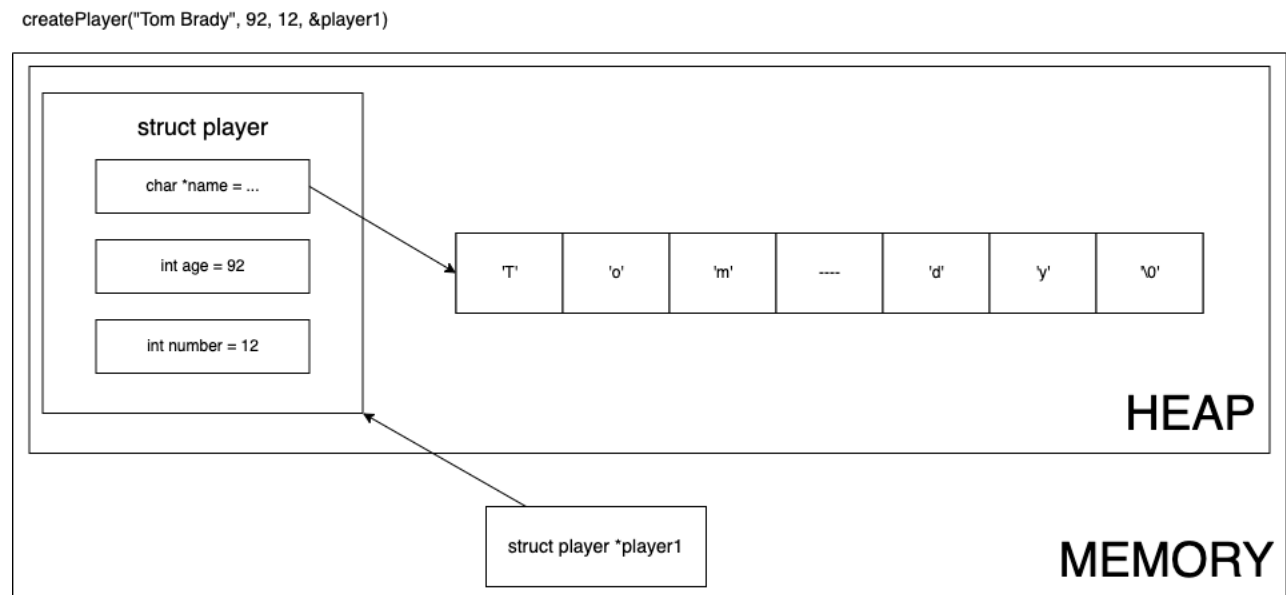 createPlayer("Tom Brady", 92, 12, &player1)
struct player
char *name = ...
int age = 92
int number = 12
'T' 'o' 'm' ---- 'd' 'y' '\0'
HEAP
struct player *player1
MEMORY